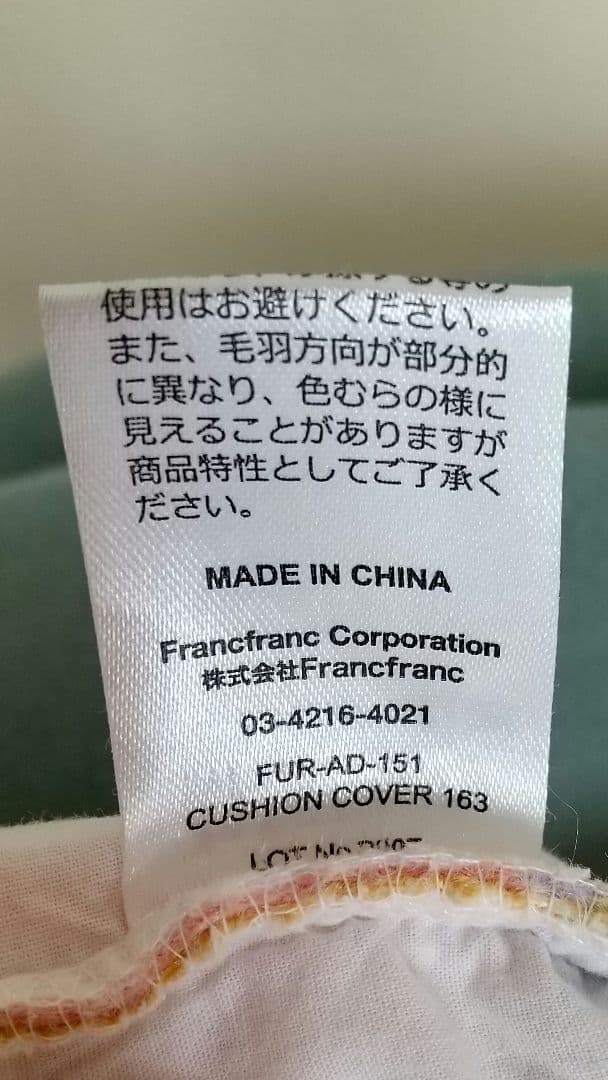 使用はお避けください。
また、毛羽方向が部分的
に異なり、色むらの様に
見えることがありますが
商品特性としてご了承く
ださい。
MADE IN CHINA
Francfranc Corporation
株式会社Francfranc
03-4216-4021
FUR-AD-151
CUSHION COVER 163
LOT No